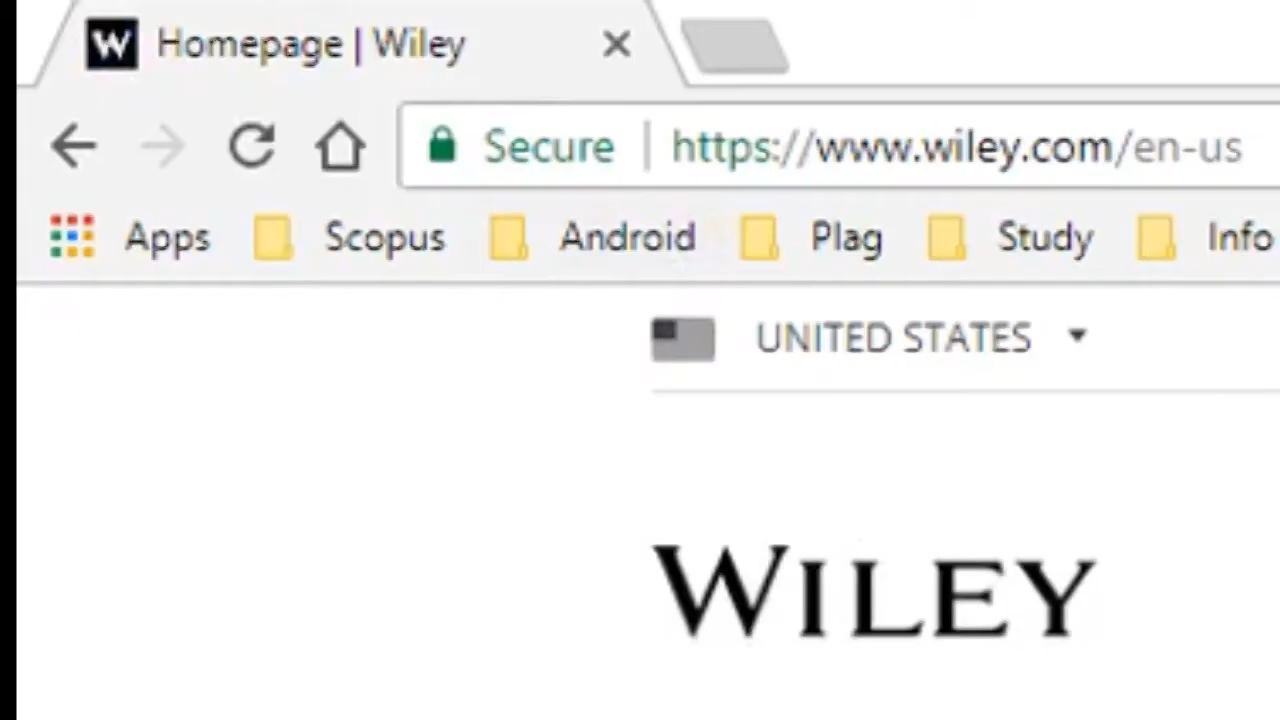 W Homepage | Wiley
Secure | https://www.wiley.com/en-us
Apps Scopus Android Plag Study Info
UNITED STATES
WILEY